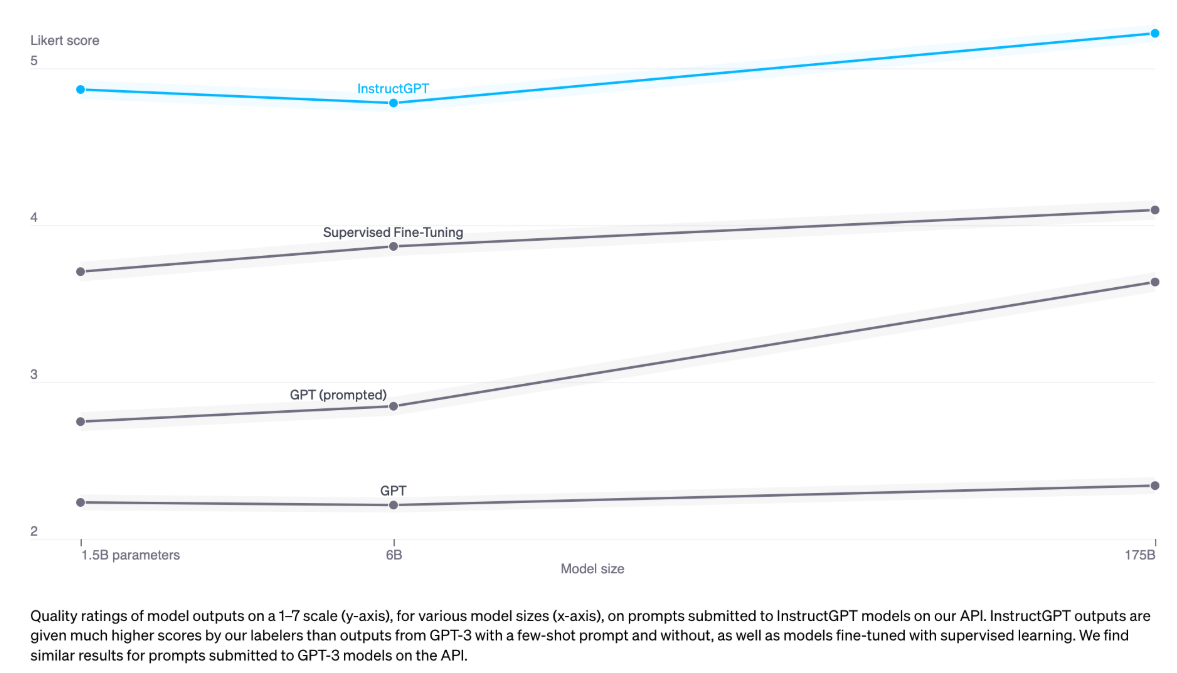 Likert score
5
InstructGPT
4
Supervised Fine-Tuning
3
GPT (prompted)
GPT
2
1.5B parameters
6B
175B
Model size
Quality ratings of model outputs on a 1–7 scale (y-axis), for various model sizes (x-axis), on prompts submitted to InstructGPT models on our API. InstructGPT outputs are
given much higher scores by our labelers than outputs from GPT-3 with a few-shot prompt and without, as well as models fine-tuned with supervised learning. We find
similar results for prompts submitted to GPT-3 models on the API.